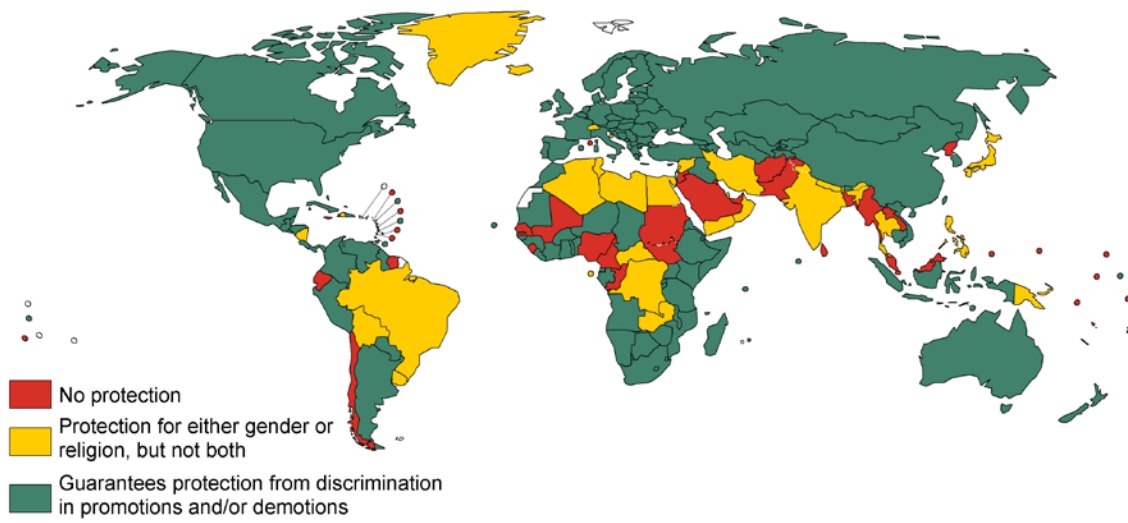 No protection
Protection for either gender or
religion, but not both
Guarantees protection from discrimination
in promotions and/or demotions